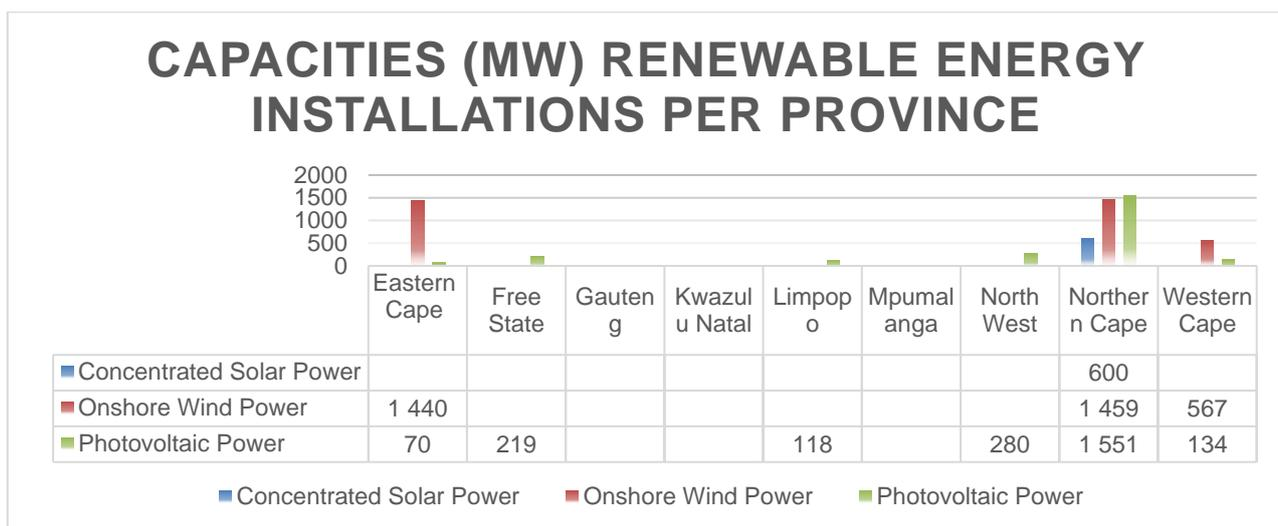 CAPACITIES (MW) RENEWABLE ENERGY
INSTALLATIONS PER PROVINCE
2000
1500
1000
500
0
Eastern
Cape
Free
State
Gauten
g
Kwazul
u Natal
Limpop
o
Mpumal
anga
North
West
Norther
n Cape
Western
Cape
Concentrated Solar Power 600
Onshore Wind Power 1 440 1 459 567
Photovoltaic Power 70 219 118 280 1 551 134
Concentrated Solar Power Onshore Wind Power Photovoltaic Power